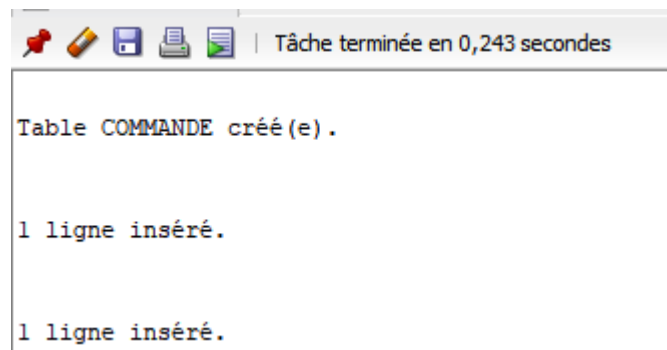 Tâche terminée en 0,243 secondes
Table COMMANDE créé(e).
1 ligne inséré.
1 ligne inséré.